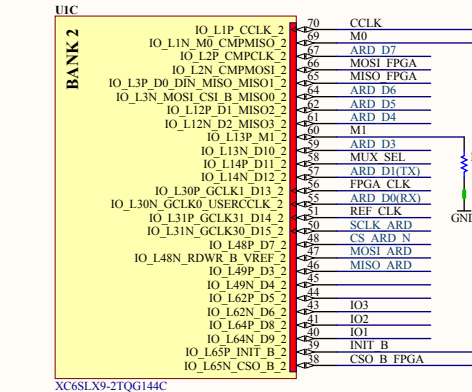 U1C
BANK 2
IO_L1P_CCLK_2 70 CCLK
IO_L1N_M0_CMPMISO_2 69 M0
IO_L2P_CMPCLK_2 67 ARD_D7
IO_L2N_CMPMOSI_2 66 MOSI_FPGA
IO_L3P_D0_DIN_MISO_MISO1_2 65 MISO_FPGA
IO_L3N_MOSI_CSI_B_MISO0_2 64 ARD_D6
IO_L12P_D1_MISO2_2 62 ARD_D5
IO_L12N_D2_MISO3_2 61 ARD_D4
IO_L13P_M1_2 60 M1
IO_L13N_D10_2 59 ARD_D3
IO_L14P_D11_2 58 MUX_SEL
IO_L14N_D12_2 57 ARD_D1(TX)
IO_L30P_GCLK1_D13_2 56 FPGA_CLK
IO_L30N_GCLK0_USERCCLK_2 55 ARD_D0(RX)
IO_L31P_GCLK31_D14_2 51 REF_CLK
IO_L31N_GCLK30_D15_2 50 SCLK_ARD
IO_L48P_D7_2 48 CS_ARD_N
IO_L48N_RDWR_B_VREF_2 47 MOSI_ARD
IO_L49P_D3_2 46 MISO_ARD
IO_L49N_D4_2 45
IO_L62P_D5_2 44
IO_L62N_D6_2 43 IO3
IO_L64P_D8_2 41 IO2
IO_L64N_D9_2 40 IO1
IO_L65P_INIT_B_2 39 INIT_B
IO_L65N_CSO_B_2 38 CSO_B_FPGA
GND
XC6SLX9-2TQG144C